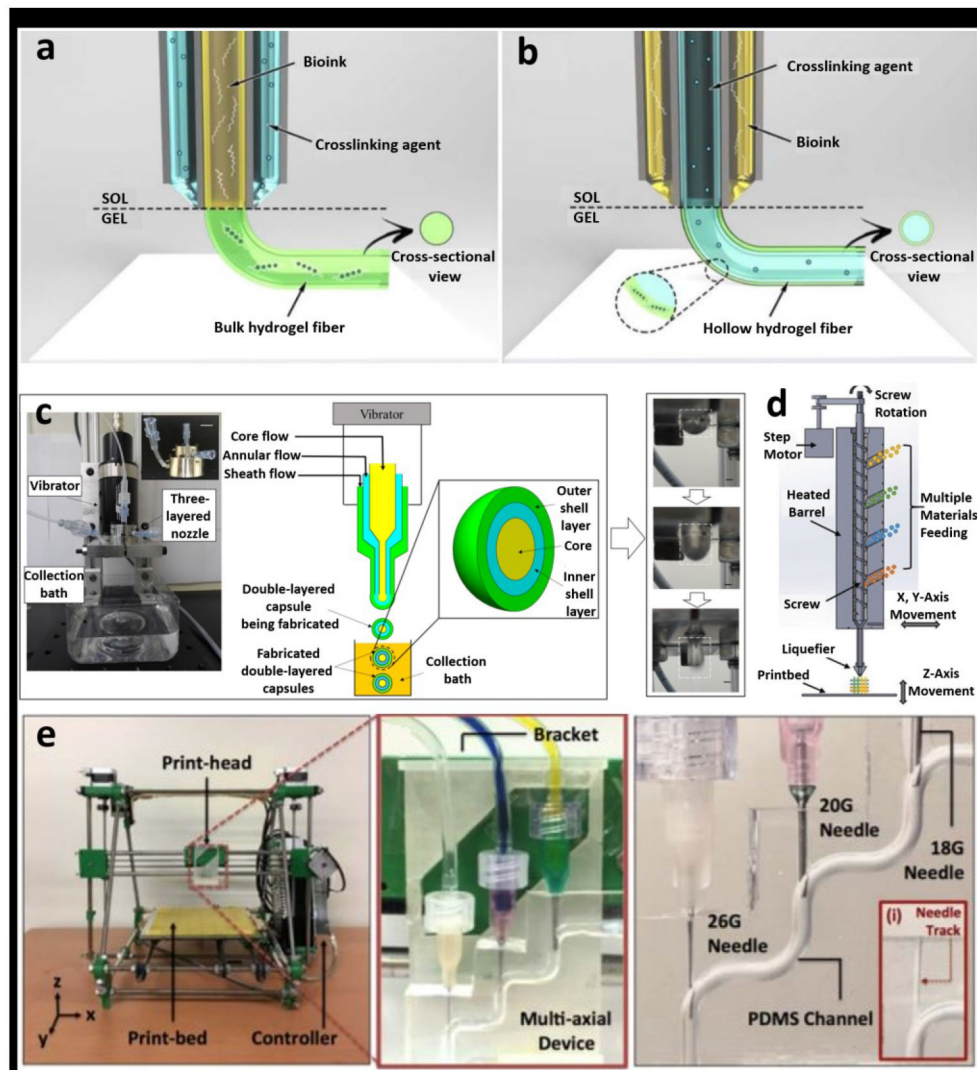 a
Bioink
Crosslinking agent
SOL
GEL
Cross-sectional
view
Bulk hydrogel fiber
b
Crosslinking agent
Bioink
SOL
GEL
Cross-sectional
view
Hollow hydrogel fiber
c
Vibrator
Three-
layered
nozzle
Collection
bath
Vibrator
Core flow
Annular flow
Sheath flow
Outer
shell layer
Core
Inner
shell layer
Double-layered
capsule
being fabricated
Fabricated
double-layered
capsules
Collection
bath
d
Screw
Rotation
Step
Motor
Heated
Barrel
Multiple
Materials
Feeding
Screw
X, Y-Axis
Movement
Liquefier
Printbed
Z-Axis
Movement
e
Print-head
z
x
y
Print-bed
Controller
Bracket
Multi-axial
Device
20G
Needle
18G
Needle
26G
Needle
(i)
Needle
Track
PDMS Channel